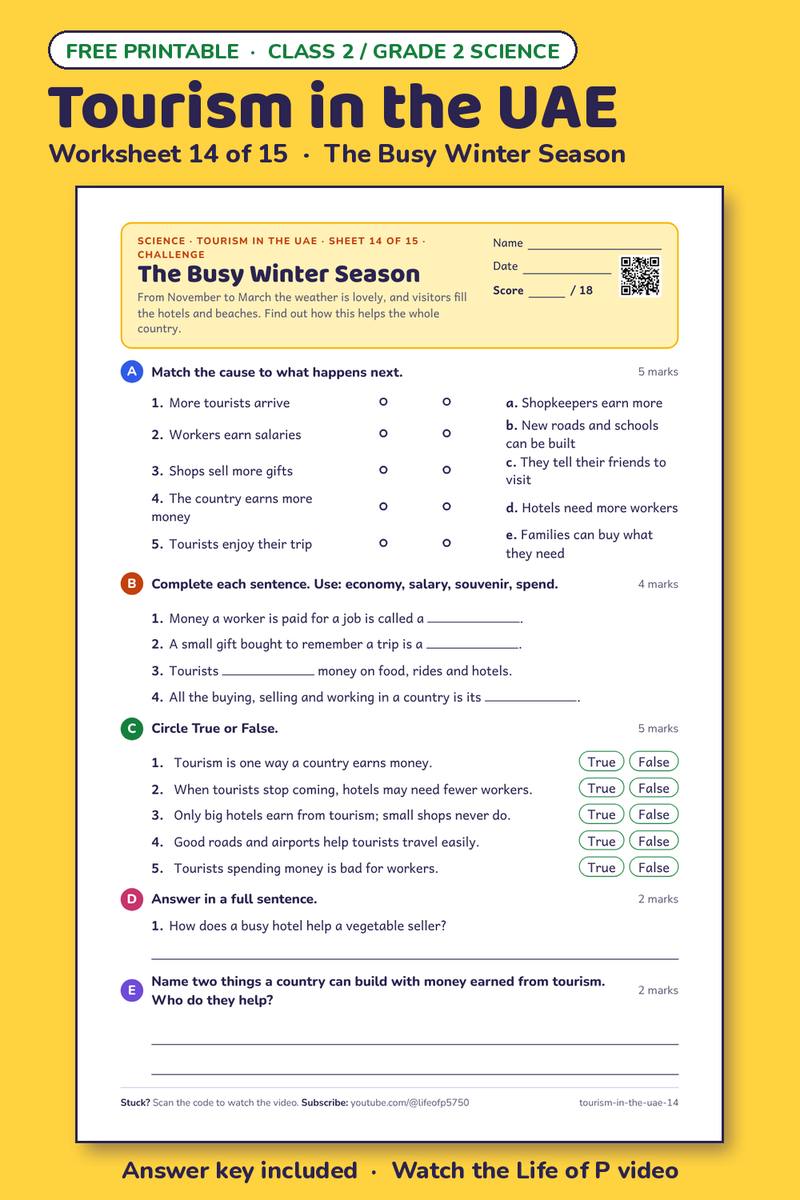 FREE PRINTABLE · CLASS 2 / GRADE 2 SCIENCE
Tourism in the UAE
Worksheet 14 of 15 · The Busy Winter Season
SCIENCE · TOURISM IN THE UAE · SHEET 14 OF 15 ·
CHALLENGE
The Busy Winter Season
From November to March the weather is lovely, and visitors fill
the hotels and beaches. Find out how this helps the whole
country.
Name ____________
Date ____________
Score ______ / 18
A Match the cause to what happens next. 5 marks
1. More tourists arrive a. Shopkeepers earn more
2. Workers earn salaries b. New roads and schools
can be built
3. Shops sell more gifts c. They tell their friends to
visit
4. The country earns more
money d. Hotels need more workers
5. Tourists enjoy their trip e. Families can buy what
they need
B Complete each sentence. Use: economy, salary, souvenir, spend. 4 marks
1. Money a worker is paid for a job is called a ____________.
2. A small gift bought to remember a trip is a ____________.
3. Tourists ____________ money on food, rides and hotels.
4. All the buying, selling and working in a country is its ____________.
C Circle True or False. 5 marks
1. Tourism is one way a country earns money. True False
2. When tourists stop coming, hotels may need fewer workers. True False
3. Only big hotels earn from tourism; small shops never do. True False
4. Good roads and airports help tourists travel easily. True False
5. Tourists spending money is bad for workers. True False
D Answer in a full sentence. 2 marks
1. How does a busy hotel help a vegetable seller?
E Name two things a country can build with money earned from tourism.
Who do they help? 2 marks
Stuck? Scan the code to watch the video. Subscribe: youtube.com/@lifeofp5750 tourism-in-the-uae-14
Answer key included · Watch the Life of P video